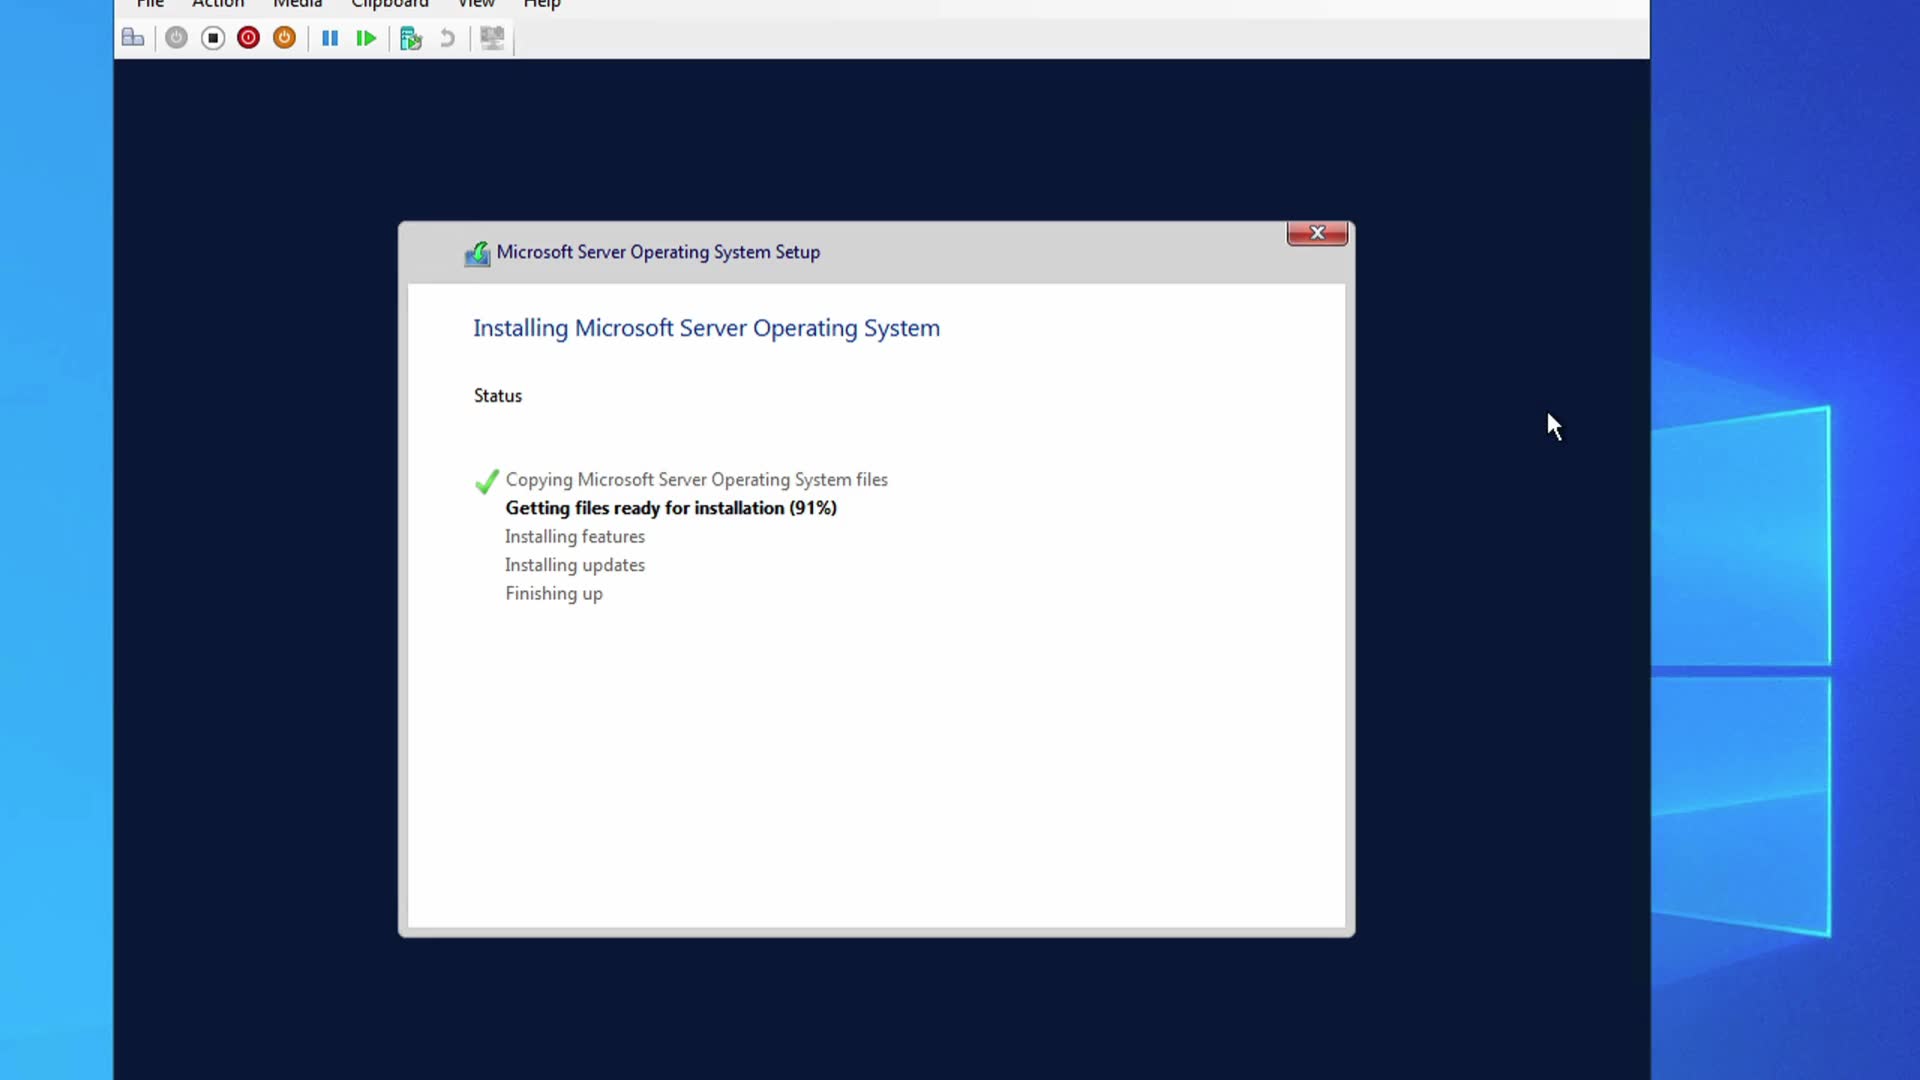 File Action Media Clipboard View Help
Microsoft Server Operating System Setup
Installing Microsoft Server Operating System
Status
Copying Microsoft Server Operating System files
Getting files ready for installation (91%)
Installing features
Installing updates
Finishing up